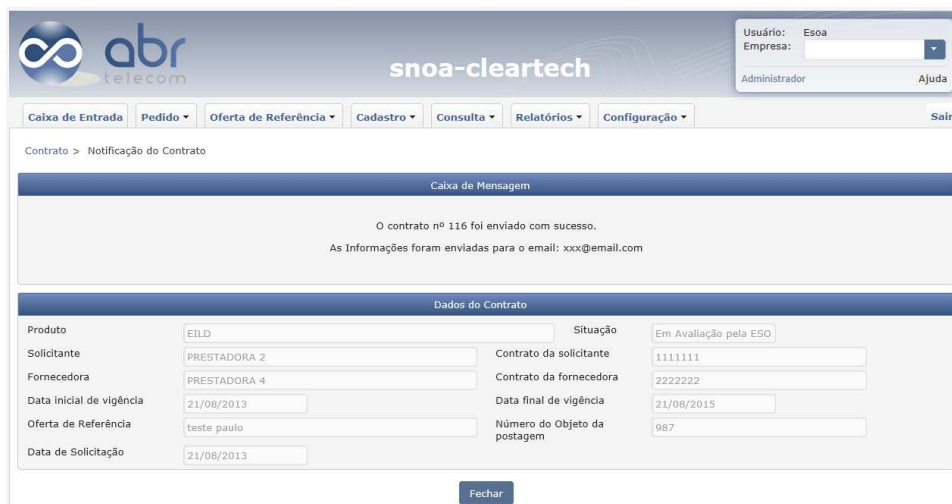 abr
telecom
snoa-cleartech
Usuário: Esoa
Empresa:
Administrador Ajuda
Caixa de Entrada Pedido Oferta de Referência Cadastro Consulta Relatórios Configuração Sair
Contrato > Notificação do Contrato
Caixa de Mensagem
O contrato nº 116 foi enviado com sucesso.
As Informações foram enviadas para o email: xxx@email.com
Dados do Contrato
Produto EILD Situação Em Avaliação pela ESO
Solicitante PRESTADORA 2 Contrato da solicitante 1111111
Fornecedora PRESTADORA 4 Contrato da fornecedora 2222222
Data inicial de vigência 21/08/2013 Data final de vigência 21/08/2015
Oferta de Referência teste paulo Número do Objeto da postagem 987
Data de Solicitação 21/08/2013
Fechar